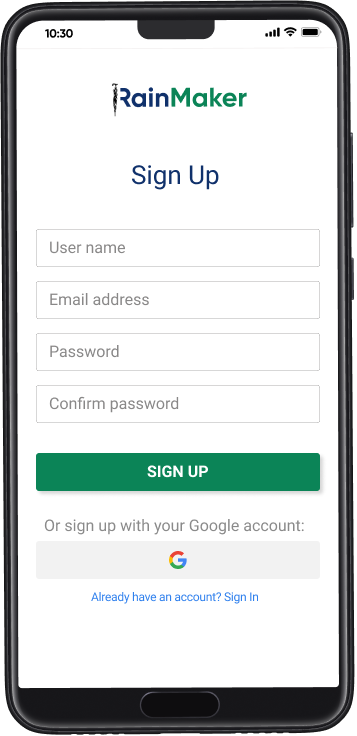 10:30
RainMaker
Sign Up
User name
Email address
Password
Confirm password
SIGN UP
Or sign up with your Google account:
G
Already have an account? Sign In